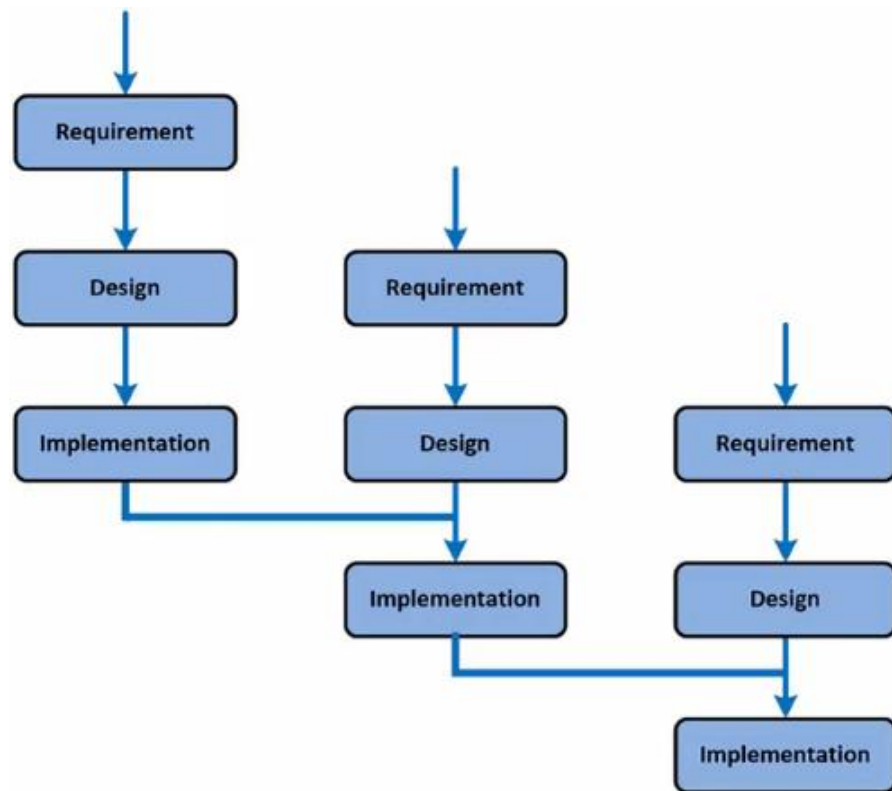 Requirement
Design
Requirement
Implementation
Design
Requirement
Implementation
Design
Implementation